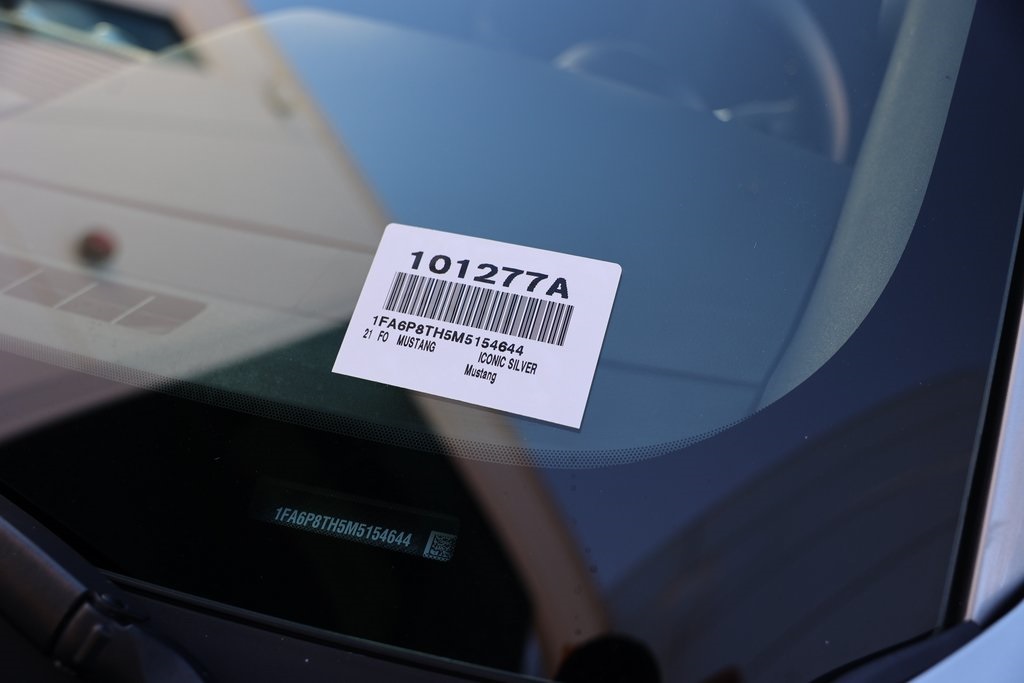 101277A
1FA6P8TH5M5154644
21 FO MUSTANG
ICONIC SILVER
Mustang
1FA6P8TH5M5154644